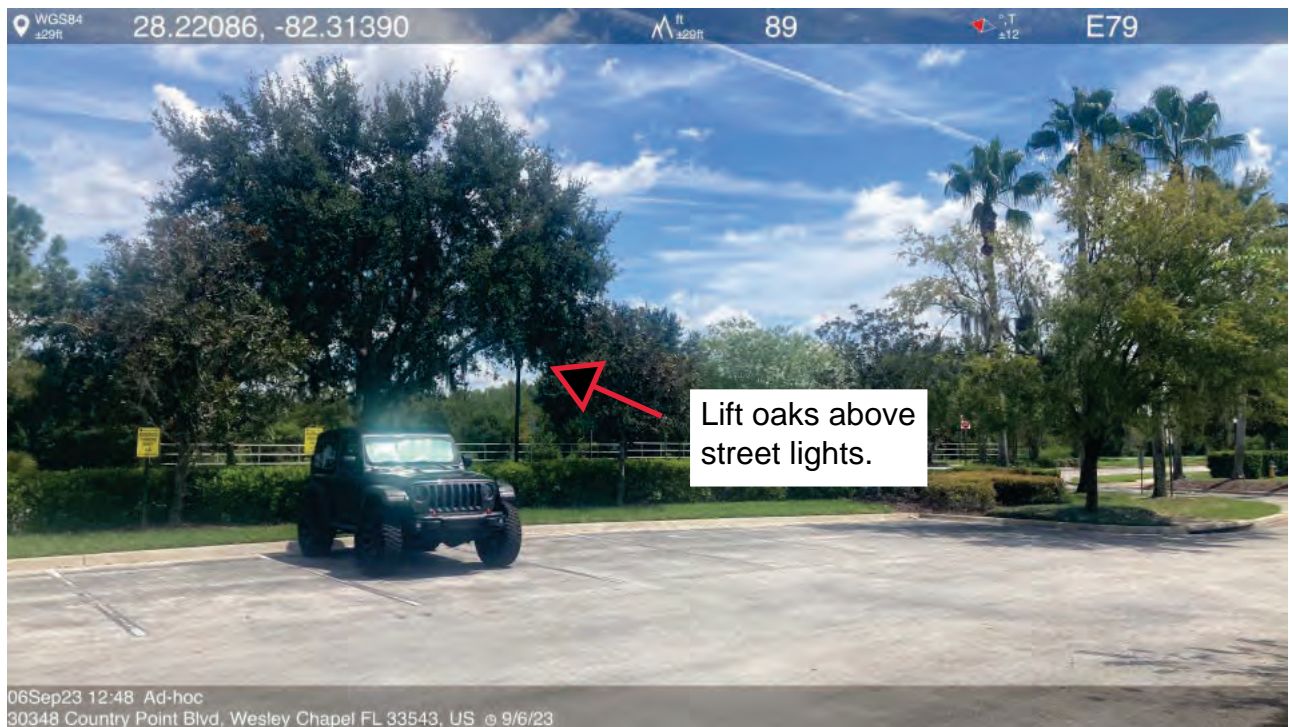 WGS84
±29ft
28.22086, -82.31390
ft
±29ft
89
°,T
±12
E79
Lift oaks above
street lights.
06Sep23 12:48 Ad-hoc
30348 Country Point Blvd, Wesley Chapel FL 33543, US 9/6/23